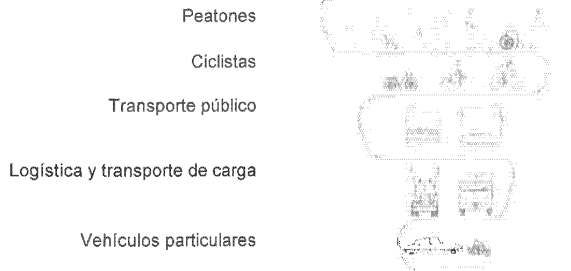 Peatones
Ciclistas
Transporte público
Logística y transporte de carga
Vehículos particulares